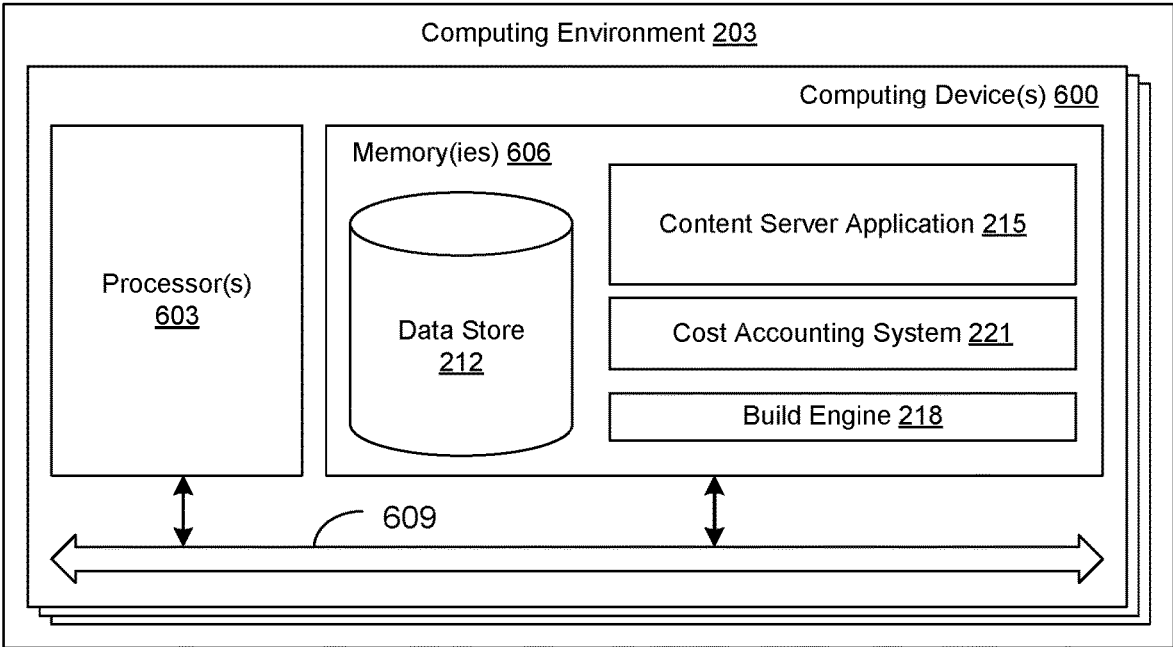 Computing Environment 203
Computing Device(s) 600
Processor(s)
603
Memory(ies) 606
Data Store
212
Content Server Application 215
Cost Accounting System 221
Build Engine 218
609